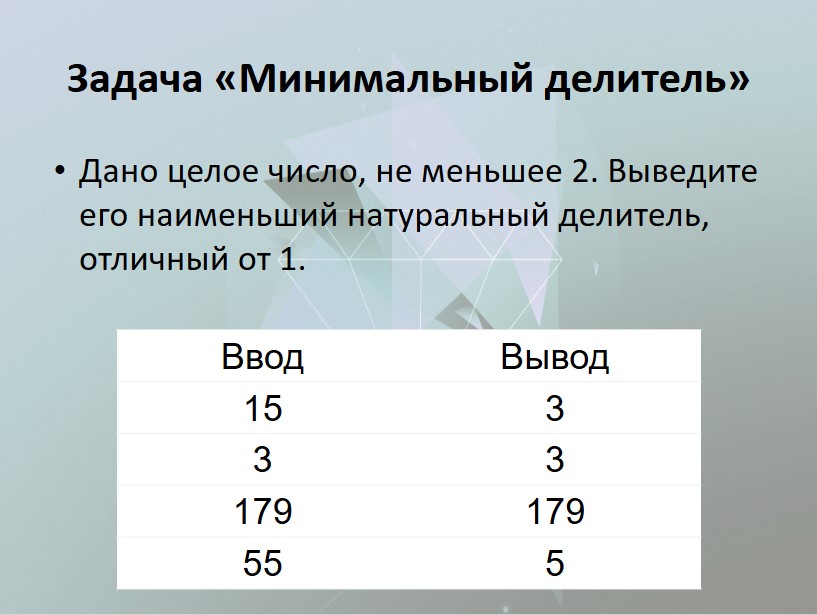 Задача «Минимальный делитель»
• Дано целое число, не меньшее 2. Выведите
его наименьший натуральный делитель,
отличный от 1.
Ввод Вывод
15 3
3 3
179 179
55 5